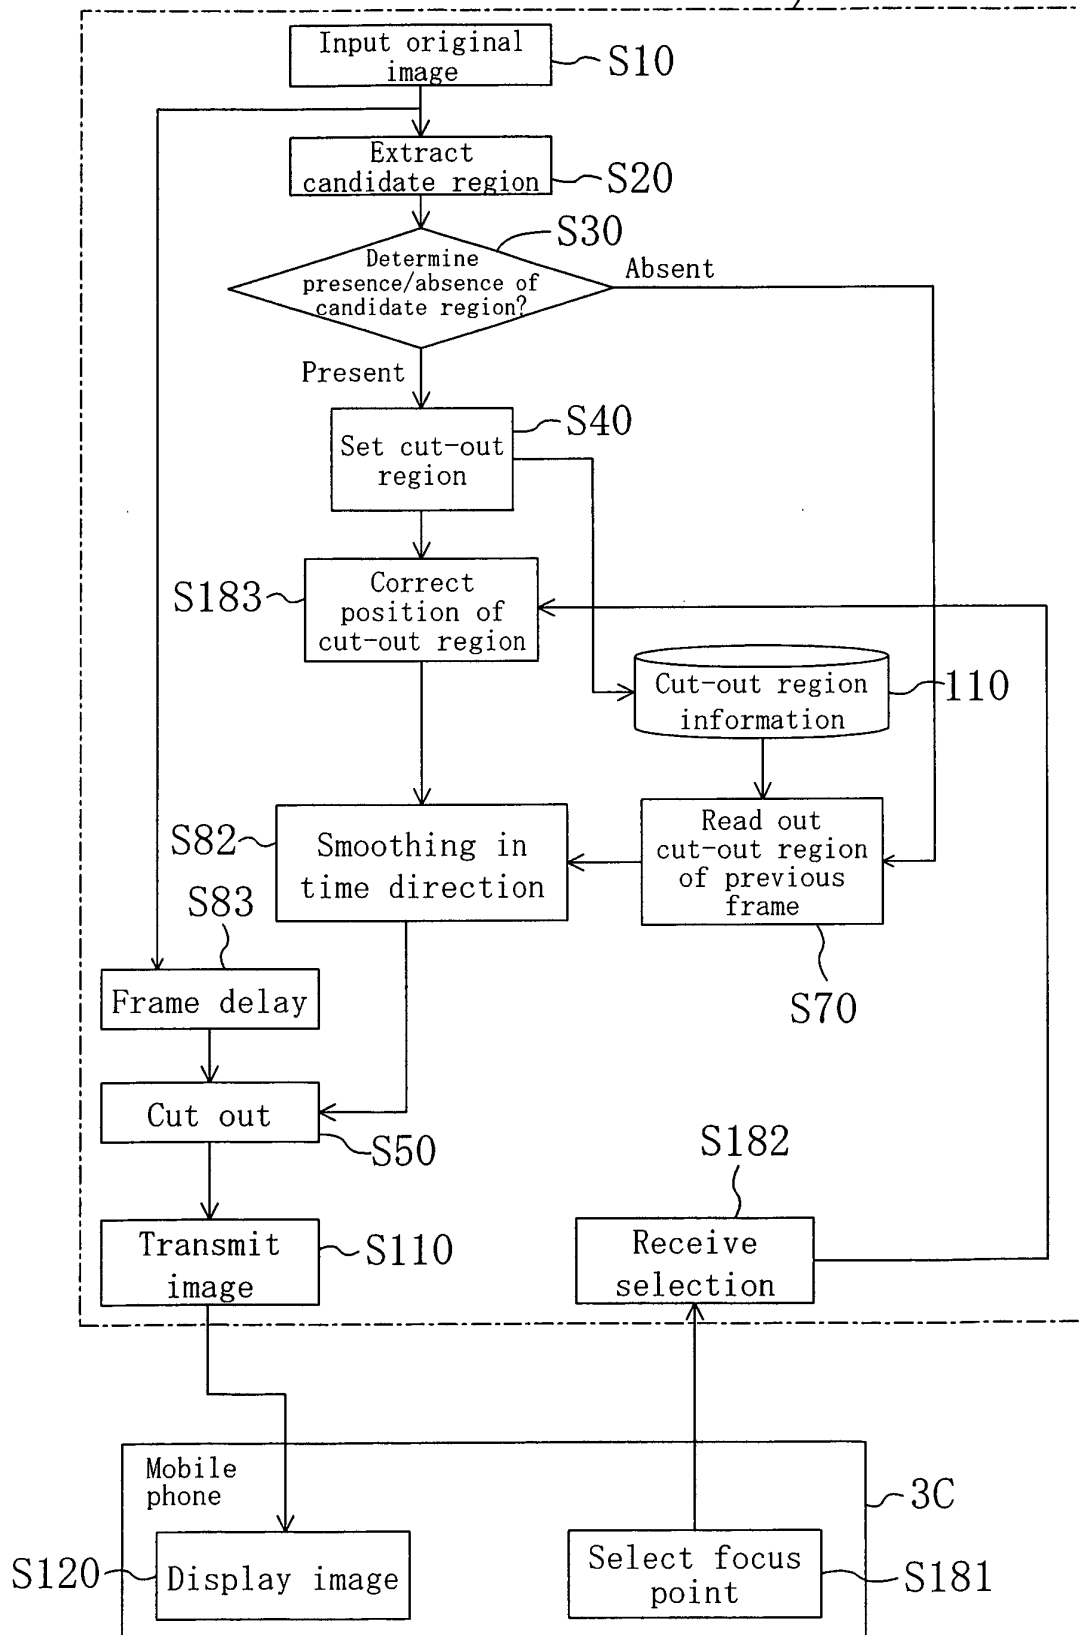 Input original
image
S10
Extract
candidate region
S20
S30
Determine
presence/absence of
candidate region?
Absent
Present
S40
Set cut-out
region
S183
Correct
position of
cut-out region
Cut-out region
information
110
S82
Smoothing in
time direction
Read out
cut-out region
of previous
frame
S83
S70
Frame delay
Cut out
S50
S182
Transmit
image
S110
Receive
selection
Mobile
phone
3C
S120
Display image
Select focus
point
S181